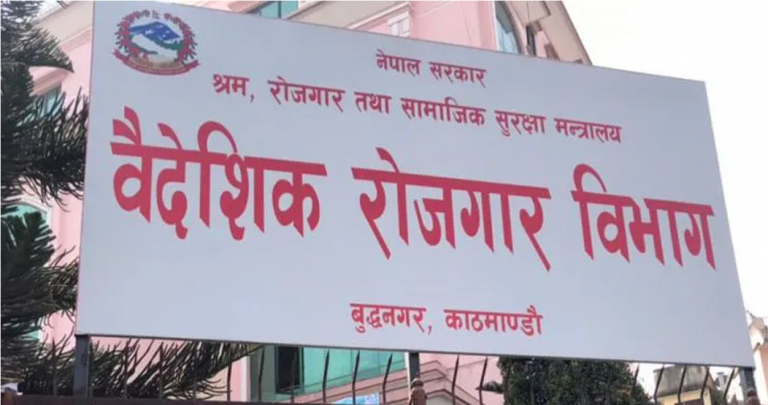 नेपाल सरकार
श्रम, रोजगार तथा सामाजिक सुरक्षा मन्त्रालय
वैदेशिक रोजगार विभाग
बुद्धनगर, काठमाण्डौ